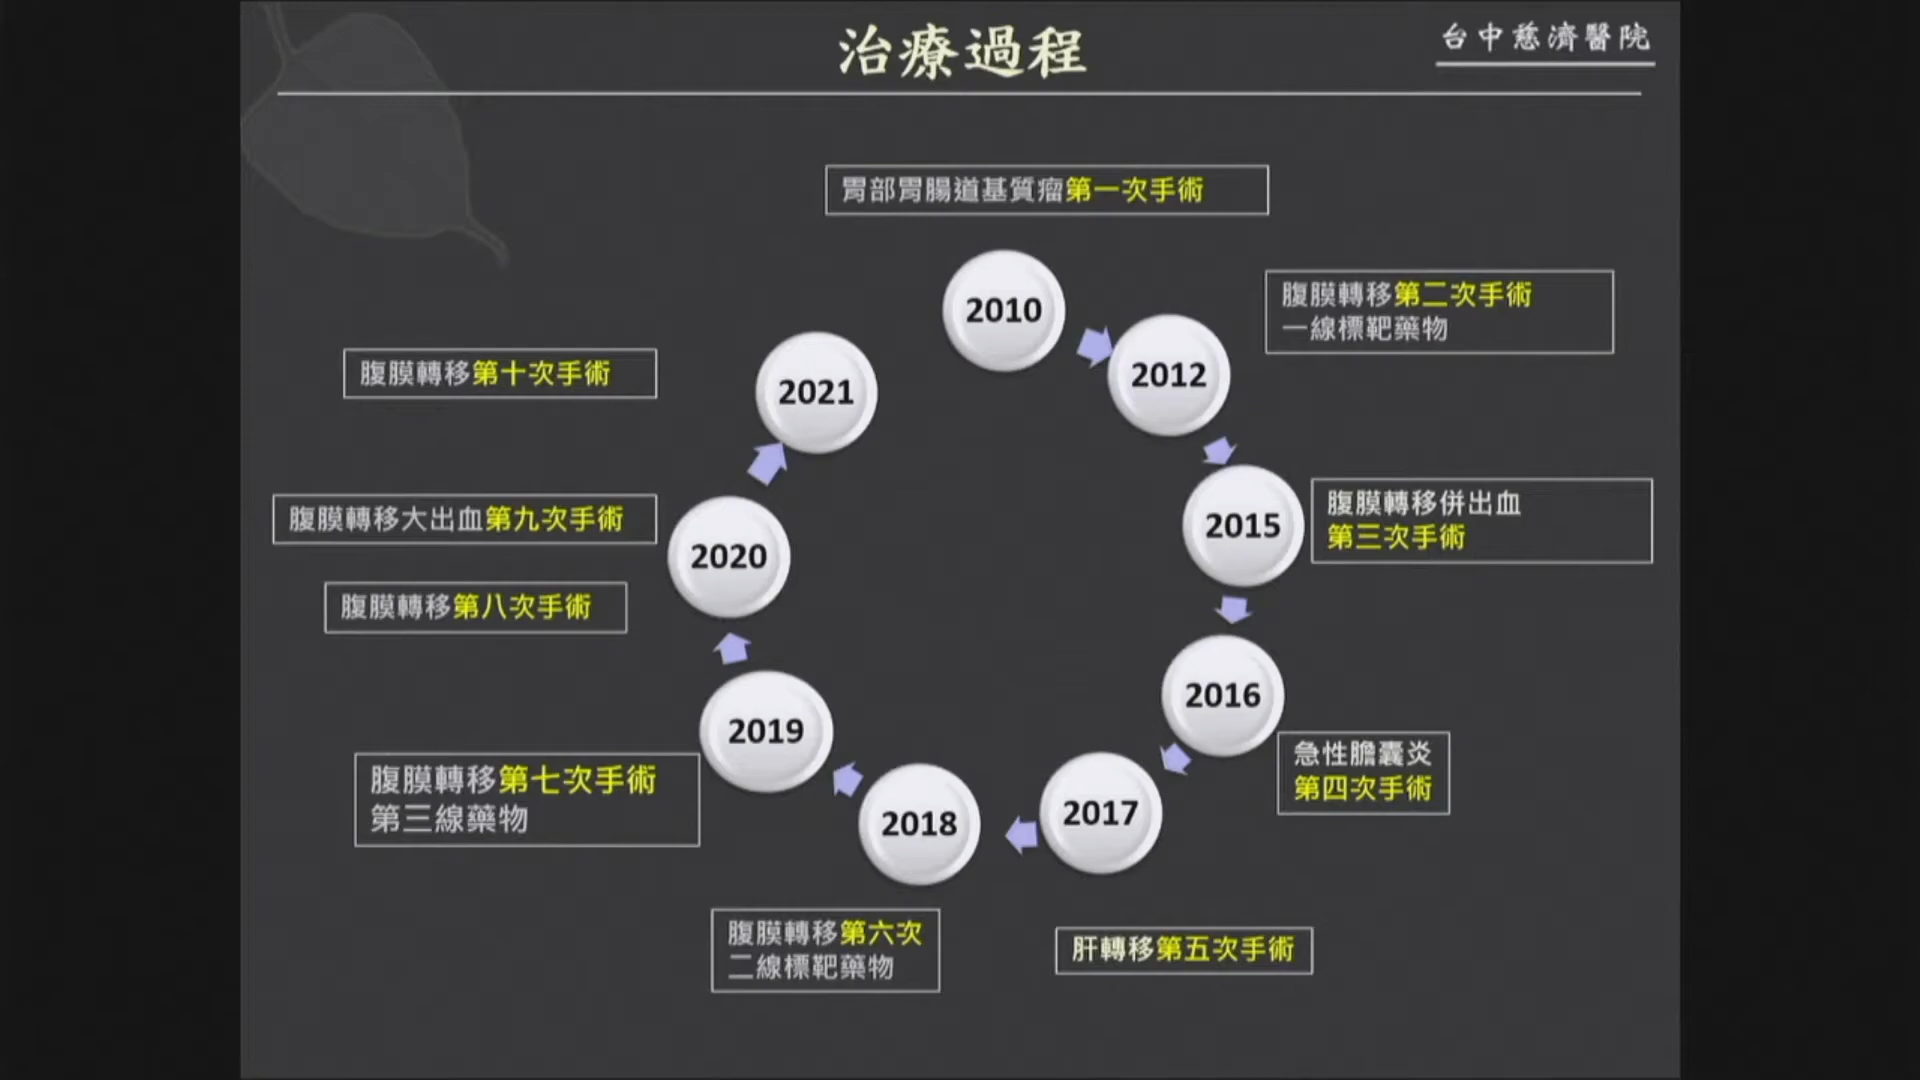 治療過程
台中慈濟醫院
胃部胃腸道基質瘤第一次手術
2010
2012
腹膜轉移第二次手術
一線標靶藥物
2015
腹膜轉移併出血
第三次手術
2016
急性膽囊炎
第四次手術
2017
肝轉移第五次手術
2018
腹膜轉移第六次
二線標靶藥物
2019
腹膜轉移第七次手術
第三線藥物
2020
腹膜轉移第八次手術
腹膜轉移大出血第九次手術
2021
腹膜轉移第十次手術